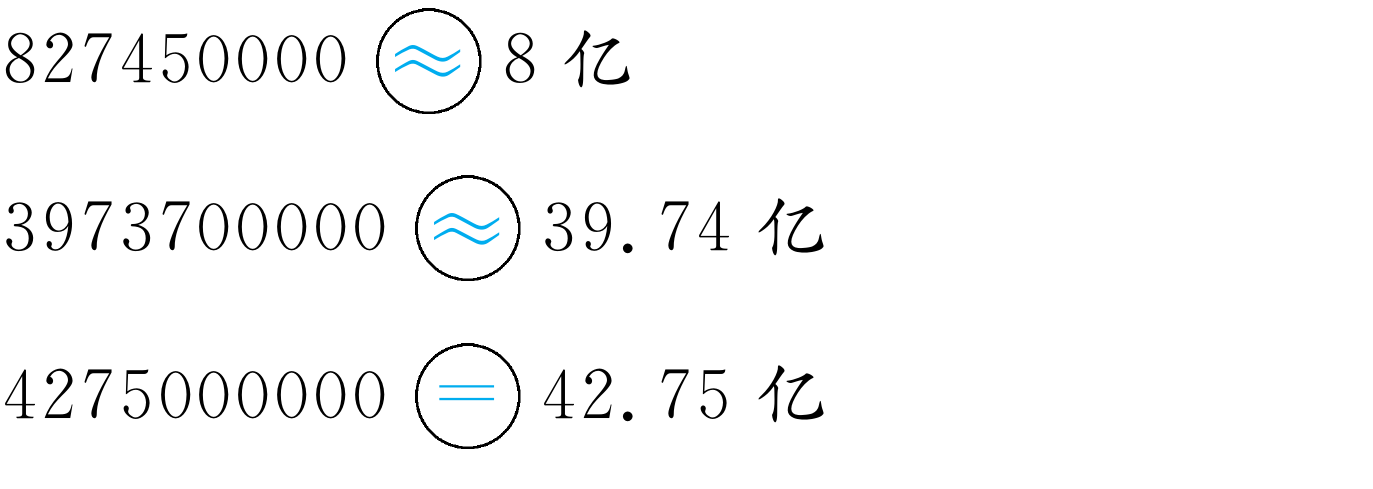 827450000 ≈ 8 亿
3973700000 ≈ 39.74 亿
4275000000 = 42.75 亿